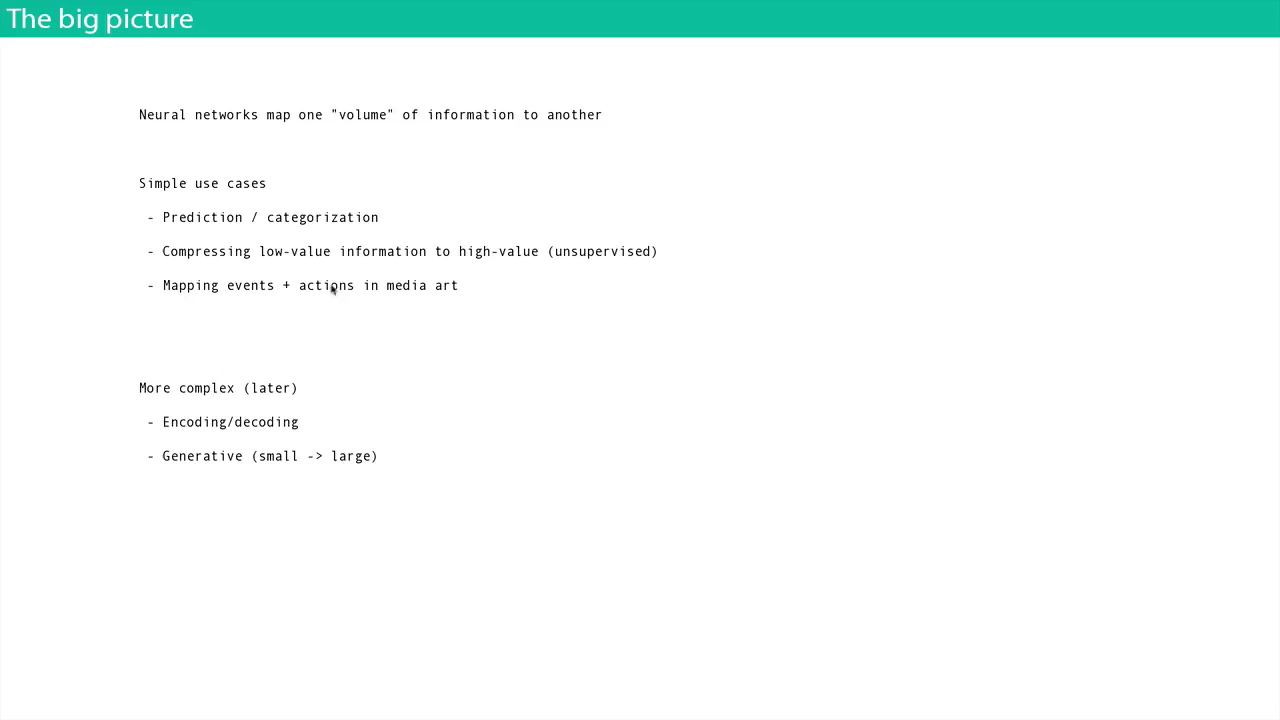 The big picture
Neural networks map one "volume" of information to another
Simple use cases
- Prediction / categorization
- Compressing low-value information to high-value (unsupervised)
- Mapping events + actions in media art
More complex (later)
- Encoding/decoding
- Generative (small -> large)